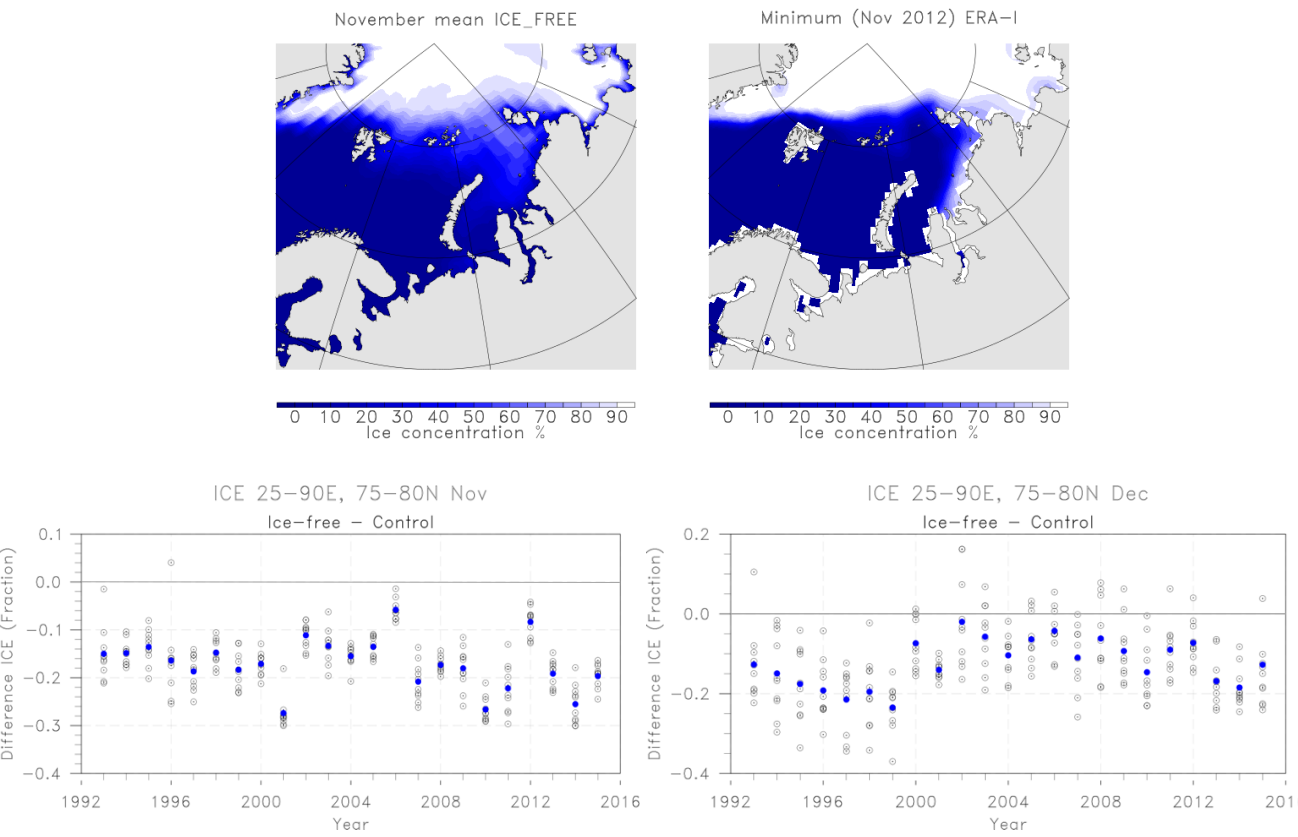 November mean ICE_FREE
Minimum (Nov 2012) ERA-I
0 10 20 30 40 50 60 70 80 90
Ice concentration %
0 10 20 30 40 50 60 70 80 90
Ice concentration %
ICE 25-90E, 75-80N Nov
Ice-free - Control
Difference ICE (Fraction)
0.1
0.0
-0.1
-0.2
-0.3
-0.4
1992 1996 2000 2004 2008 2012 2016
Year
ICE 25-90E, 75-80N Dec
Ice-free - Control
Difference ICE (Fraction)
0.2
0.0
-0.2
-0.4
1992 1996 2000 2004 2008 2012 201
Year